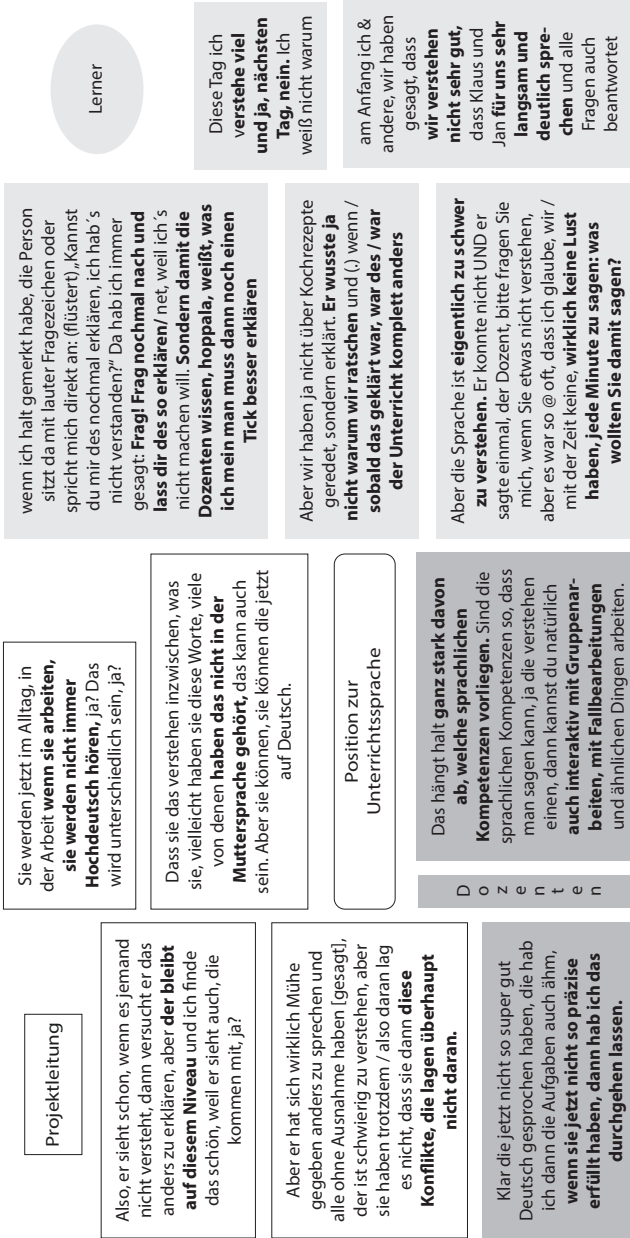 Projektleitung
Also, er sieht schon, wenn es jemand
nicht versteht, dann versucht er das
anders zu erklären, aber der bleibt
auf diesem Niveau und ich finde
das schön, weil er sieht auch, die
kommen mit, ja?
Aber er hat sich wirklich Mühe
gegeben anders zu sprechen und
alle ohne Ausnahme haben [gesagt],
der ist schwierig zu verstehen, aber
sie haben trotzdem / also daran lag
es nicht, dass sie dann diese
Konflikte, die lagen überhaupt
nicht daran.
Klar die jetzt nicht so super gut
Deutsch gesprochen haben, die hab
ich dann die Aufgaben auch ähm,
wenn sie jetzt nicht so präzise
erfüllt haben, dann hab ich das
durchgehen lassen.
Sie werden jetzt im Alltag, in
der Arbeit wenn sie arbeiten,
sie werden nicht immer
Hochdeutsch hören, ja? Das
wird unterschiedlich sein, ja?
Dass sie das verstehen inzwischen, was
sie, vielleicht haben sie diese Worte, viele
von denen haben das nicht in der
Muttersprache gehört, das kann auch
sein. Aber sie können, sie können die jetzt
auf Deutsch.
Position zur
Unterrichtssprache
D
o
z
e
n
t
e
n
Das hängt halt ganz stark davon
ab, welche sprachlichen
Kompetenzen vorliegen. Sind die
sprachlichen Kompetenzen so, dass
man sagen kann, ja die verstehen
einen, dann kannst du natürlich
auch interaktiv mit Gruppenar-
beiten, mit Fallbearbeitungen
und ähnlichen Dingen arbeiten.
wenn ich halt gemerkt habe, die Person
sitzt da mit lauter Fragezeichen oder
spricht mich direkt an: (flüstert) „Kannst
du mir des nochmal erklären, ich hab´s
nicht verstanden?“ Da hab ich immer
gesagt: Frag! Frag nochmal nach und
lass dir des so erklären/ net, weil ich´s
nicht machen will. Sondern damit die
Dozenten wissen, hoppala, weißt, was
ich mein man muss dann noch einen
Tick besser erklären
Aber wir haben ja nicht über Kochrezepte
geredet, sondern erklärt. Er wusste ja
nicht warum wir ratschen und (.) wenn /
sobald das geklärt war, war des / war
der Unterricht komplett anders
Aber die Sprache ist eigentlich zu schwer
zu verstehen. Er konnte nicht UND er
sagte einmal, der Dozent, bitte fragen Sie
mich, wenn Sie etwas nicht verstehen,
aber es war so @ oft, dass ich glaube, wir /
mit der Zeit keine, wirklich keine Lust
haben, jede Minute zu sagen: was
wollten Sie damit sagen?
Lerner
Diese Tag ich
verstehe viel
und ja, nächsten
Tag, nein. Ich
weiß nicht warum
am Anfang ich &
andere, wir haben
gesagt, dass
wir verstehen
nicht sehr gut,
dass Klaus und
Jan für uns sehr
langsam und
deutlich spre-
chen und alle
Fragen auch
beantwortet